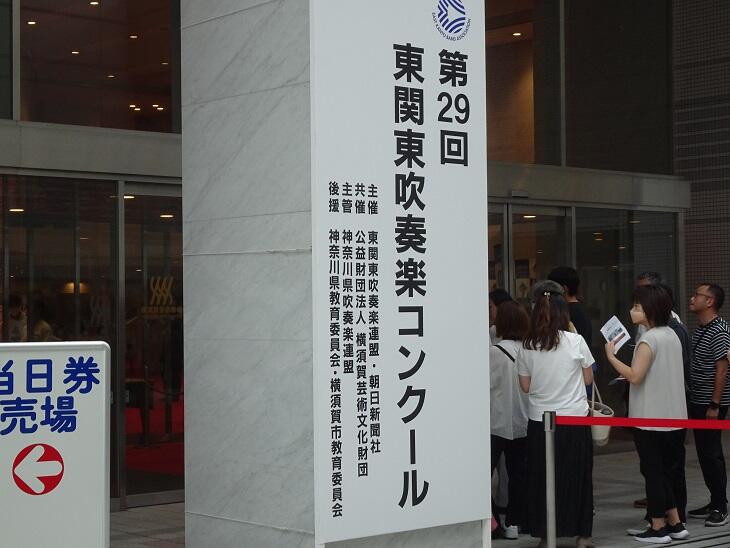 第29回
東関東吹奏楽コンクール
主催 東関東吹奏楽連盟・朝日新聞社
共催 公益財団法人 横須賀芸術文化財団
主管 神奈川県吹奏楽連盟
後援 神奈川県教育委員会・横須賀市教育委員会
EAST KANTO BAND ASSOCIATION
当日券
売場